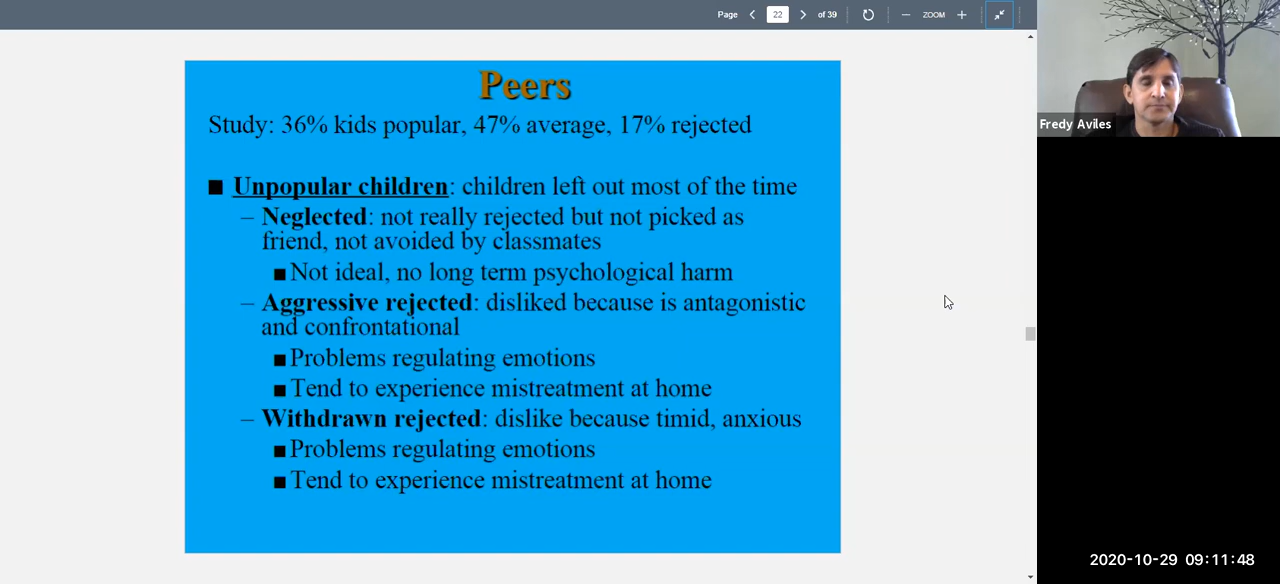 Page 22 of 39 ZOOM
Peers
Study: 36% kids popular, 47% average, 17% rejected
■ Unpopular children: children left out most of the time
– Neglected: not really rejected but not picked as
friend, not avoided by classmates
■ Not ideal, no long term psychological harm
– Aggressive rejected: disliked because is antagonistic
and confrontational
■ Problems regulating emotions
■ Tend to experience mistreatment at home
– Withdrawn rejected: dislike because timid, anxious
■ Problems regulating emotions
■ Tend to experience mistreatment at home
Fredy Aviles
2020-10-29 09:11:48